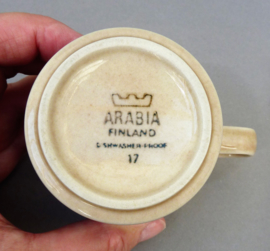 ARABIA
FINLAND
DISHWASHER-PROOF
17